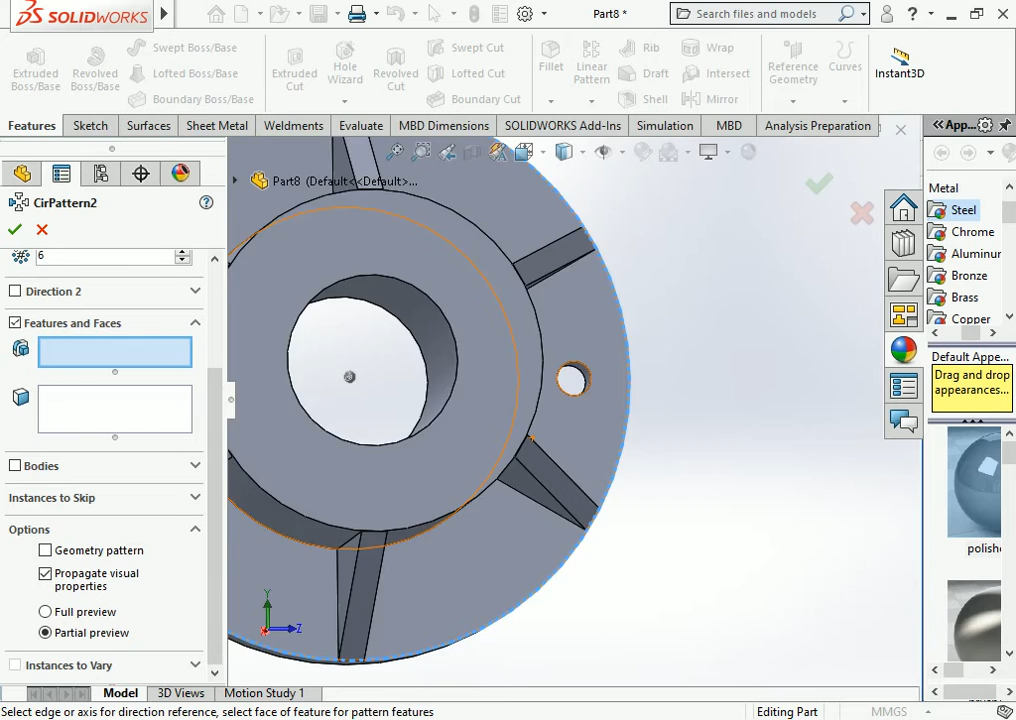 SOLIDWORKS
Part8 *
Search files and models
?
Extruded Boss/Base
Revolved Boss/Base
Swept Boss/Base
Lofted Boss/Base
Boundary Boss/Base
Extruded Cut
Hole Wizard
Revolved Cut
Swept Cut
Lofted Cut
Boundary Cut
Fillet
Linear Pattern
Rib
Draft
Shell
Wrap
Intersect
Mirror
Reference Geometry
Curves
Instant3D
Features
Sketch
Surfaces
Sheet Metal
Weldments
Evaluate
MBD Dimensions
SOLIDWORKS Add-Ins
Simulation
MBD
Analysis Preparation
App...
Part8 (Default<<Default>...
CirPattern2
?
6
Direction 2
Features and Faces
Bodies
Instances to Skip
Options
Geometry pattern
Propagate visual
properties
Full preview
Partial preview
Instances to Vary
Y
Z
Metal
Steel
Chrome
Aluminur
Bronze
Brass
Copper
Default Appe...
Drag and drop
appearances...
polishe
Model
3D Views
Motion Study 1
Select edge or axis for direction reference, select face of feature for pattern features
Editing Part
MMGS